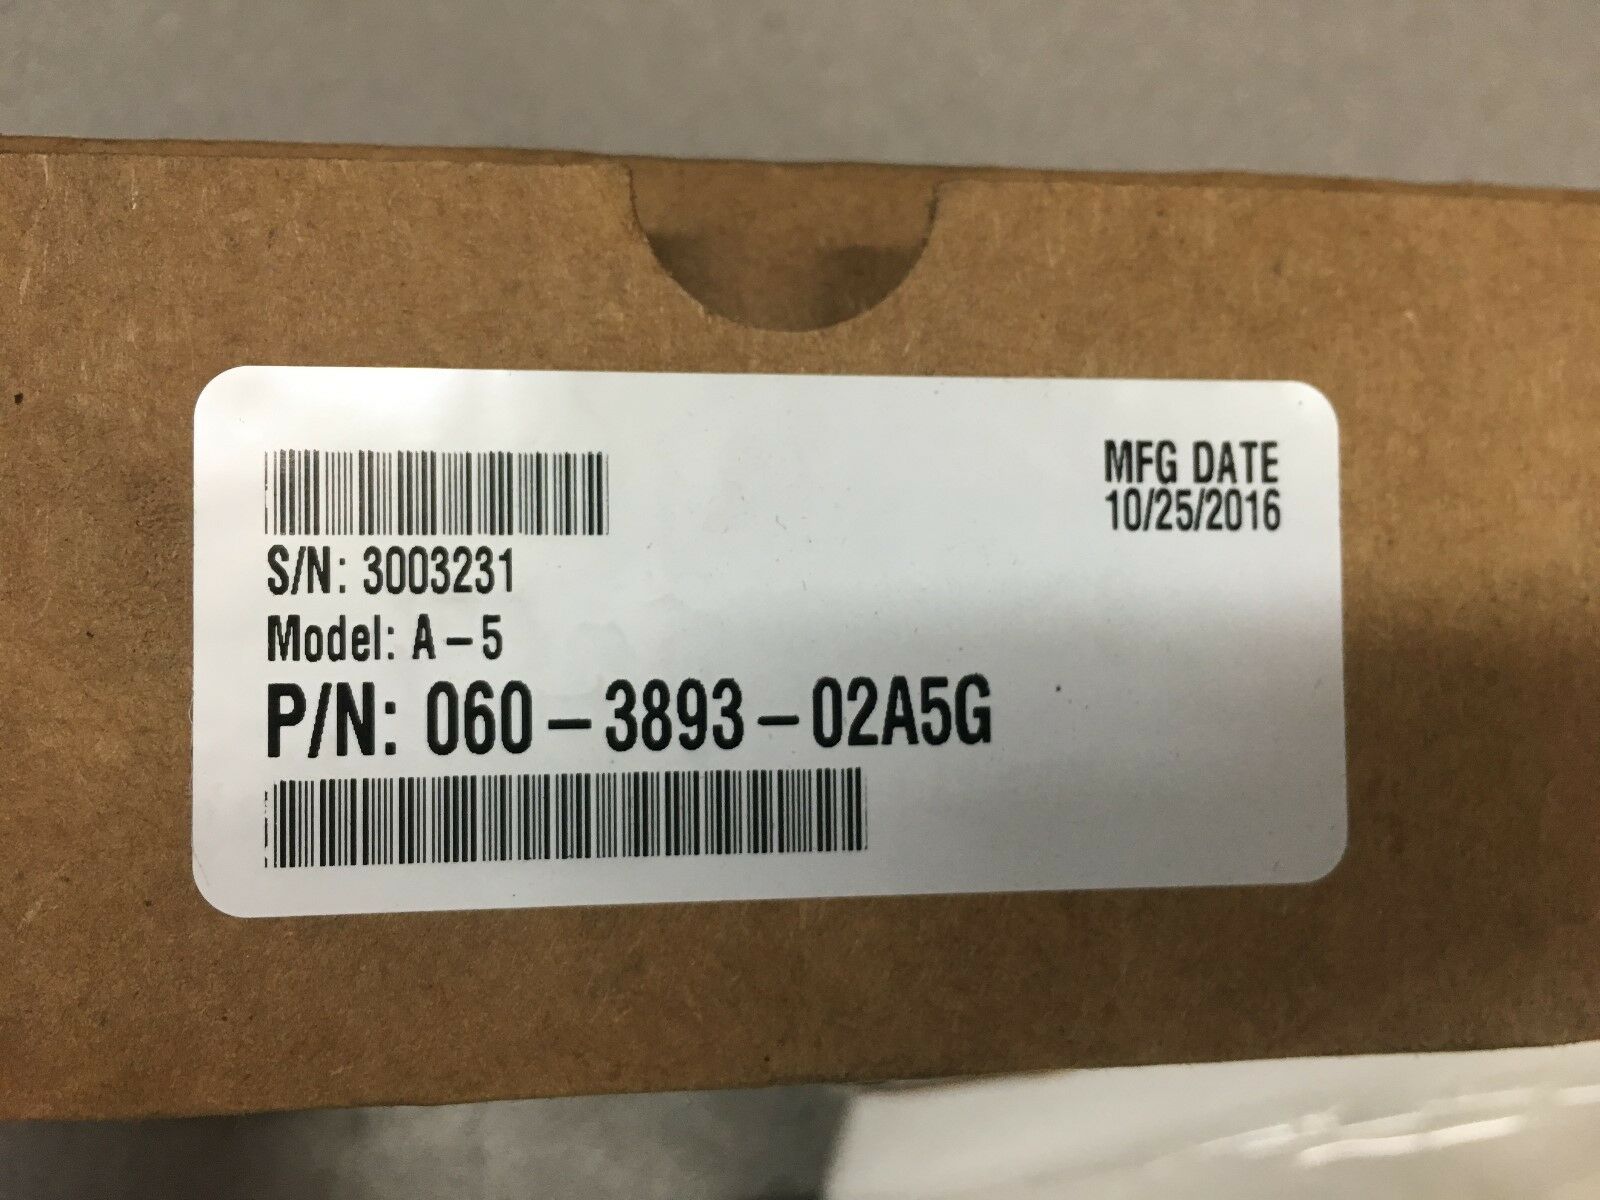 MFG DATE
10/25/2016
S/N: 3003231
Model: A-5
P/N: 060-3893-02A5G